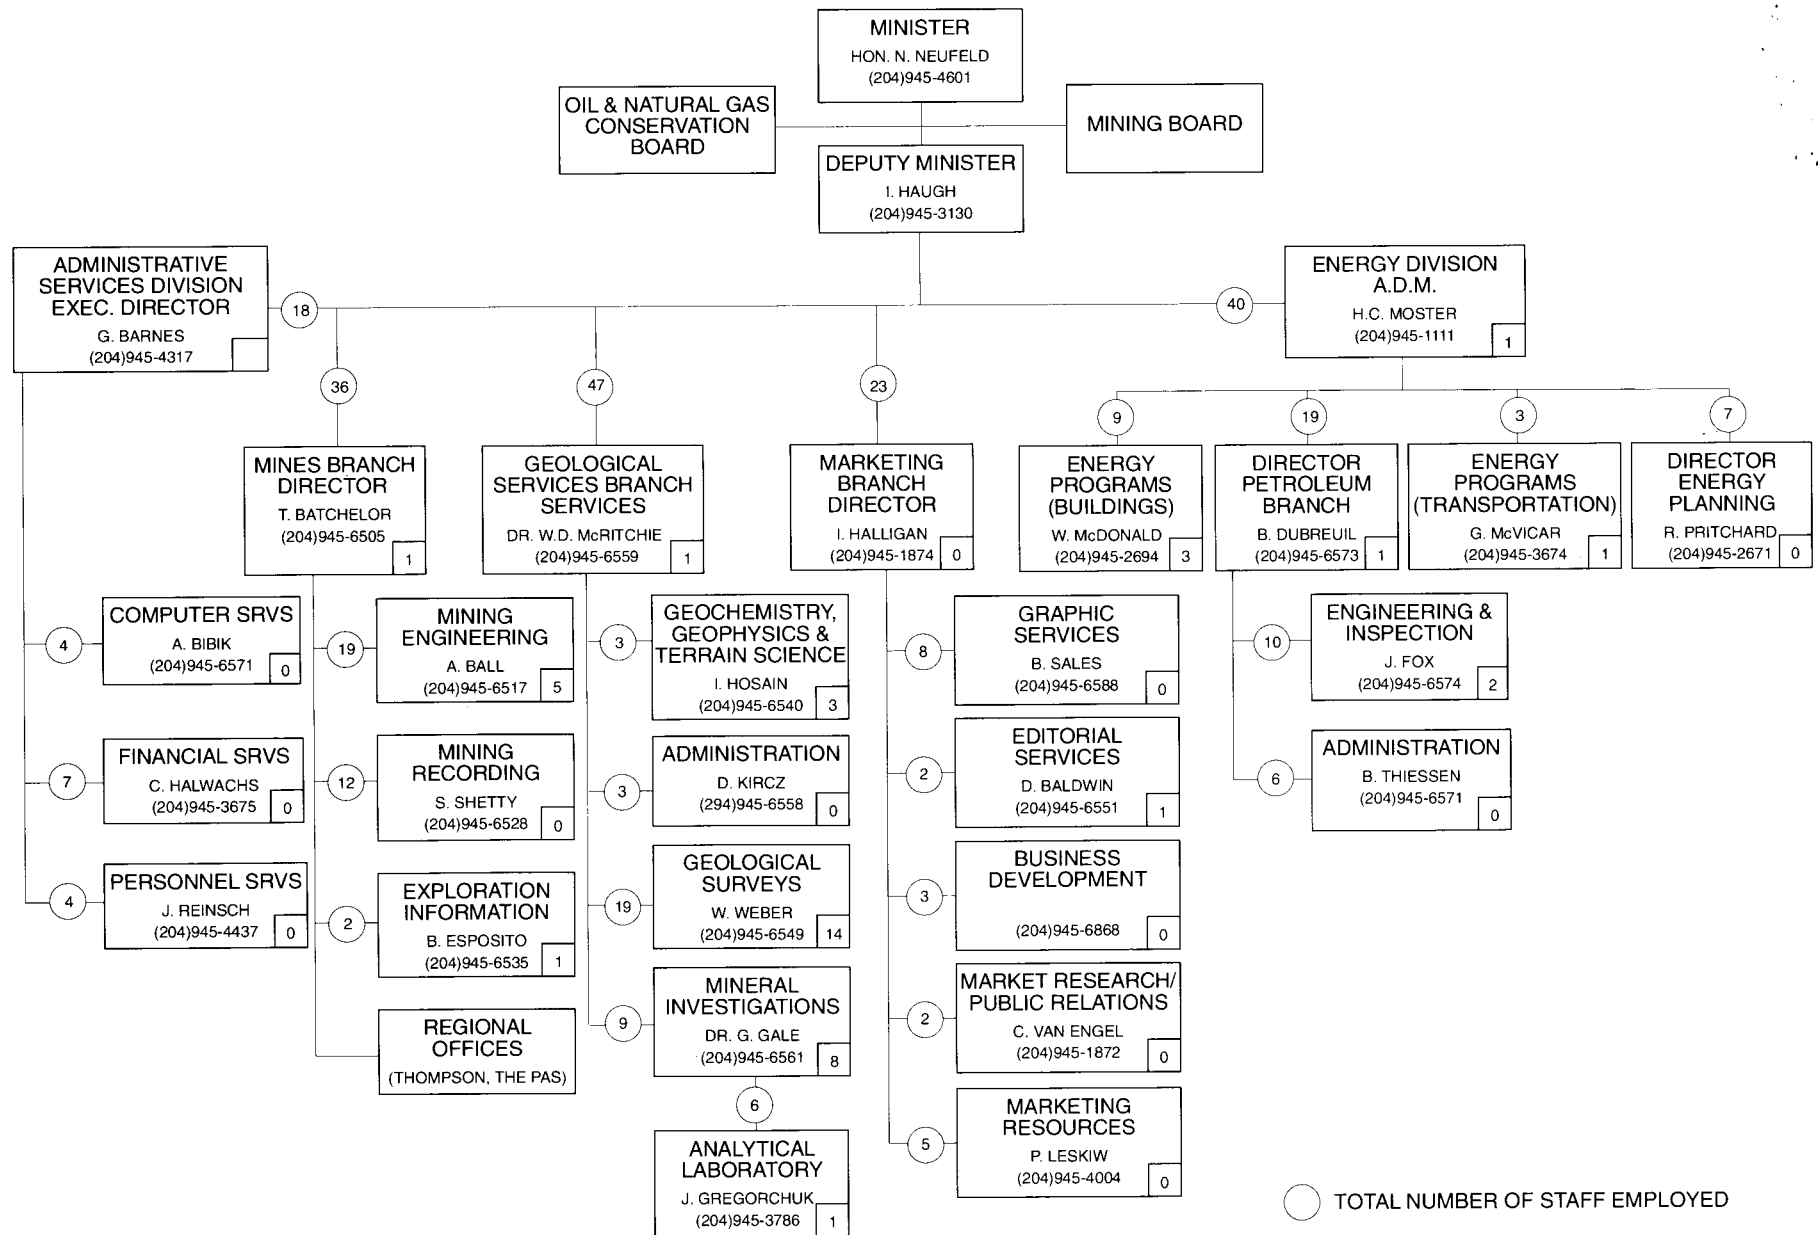 MINISTER
HON. N. NEUFELD
(204)945-4601
OIL & NATURAL GAS
CONSERVATION
BOARD
MINING BOARD
DEPUTY MINISTER
I. HAUGH
(204)945-3130
ADMINISTRATIVE
SERVICES DIVISION
EXEC. DIRECTOR
G. BARNES
(204)945-4317
18
40
ENERGY DIVISION
A.D.M.
H.C. MOSTER
(204)945-1111
1
36
47
23
9
19
3
7
MINES BRANCH
DIRECTOR
T. BATCHELOR
(204)945-6505
1
GEOLOGICAL
SERVICES BRANCH
SERVICES
DR. W.D. McRITCHIE
(204)945-6559
1
MARKETING
BRANCH
DIRECTOR
I. HALLIGAN
(204)945-1874
0
ENERGY
PROGRAMS
(BUILDINGS)
W. McDONALD
(204)945-2694
3
DIRECTOR
PETROLEUM
BRANCH
B. DUBREUIL
(204)945-6573
1
ENERGY
PROGRAMS
(TRANSPORTATION)
G. McVICAR
(204)945-3674
1
DIRECTOR
ENERGY
PLANNING
R. PRITCHARD
(204)945-2671
0
4
COMPUTER SRVS
A. BIBIK
(204)945-6571
0
7
FINANCIAL SRVS
C. HALWACHS
(204)945-3675
0
4
PERSONNEL SRVS
J. REINSCH
(204)945-4437
0
19
MINING
ENGINEERING
A. BALL
(204)945-6517
5
12
MINING
RECORDING
S. SHETTY
(204)945-6528
0
2
EXPLORATION
INFORMATION
B. ESPOSITO
(204)945-6535
1
REGIONAL
OFFICES
(THOMPSON, THE PAS)
3
GEOCHEMISTRY,
GEOPHYSICS &
TERRAIN SCIENCE
I. HOSAIN
(204)945-6540
3
3
ADMINISTRATION
D. KIRCZ
(294)945-6558
0
19
GEOLOGICAL
SURVEYS
W. WEBER
(204)945-6549
14
9
MINERAL
INVESTIGATIONS
DR. G. GALE
(204)945-6561
8
6
ANALYTICAL
LABORATORY
J. GREGORCHUK
(204)945-3786
1
8
GRAPHIC
SERVICES
B. SALES
(204)945-6588
0
2
EDITORIAL
SERVICES
D. BALDWIN
(204)945-6551
1
3
BUSINESS
DEVELOPMENT
(204)945-6868
0
2
MARKET RESEARCH/
PUBLIC RELATIONS
C. VAN ENGEL
(204)945-1872
0
5
MARKETING
RESOURCES
P. LESKIW
(204)945-4004
0
10
ENGINEERING &
INSPECTION
J. FOX
(204)945-6574
2
6
ADMINISTRATION
B. THIESSEN
(204)945-6571
0
TOTAL NUMBER OF STAFF EMPLOYED